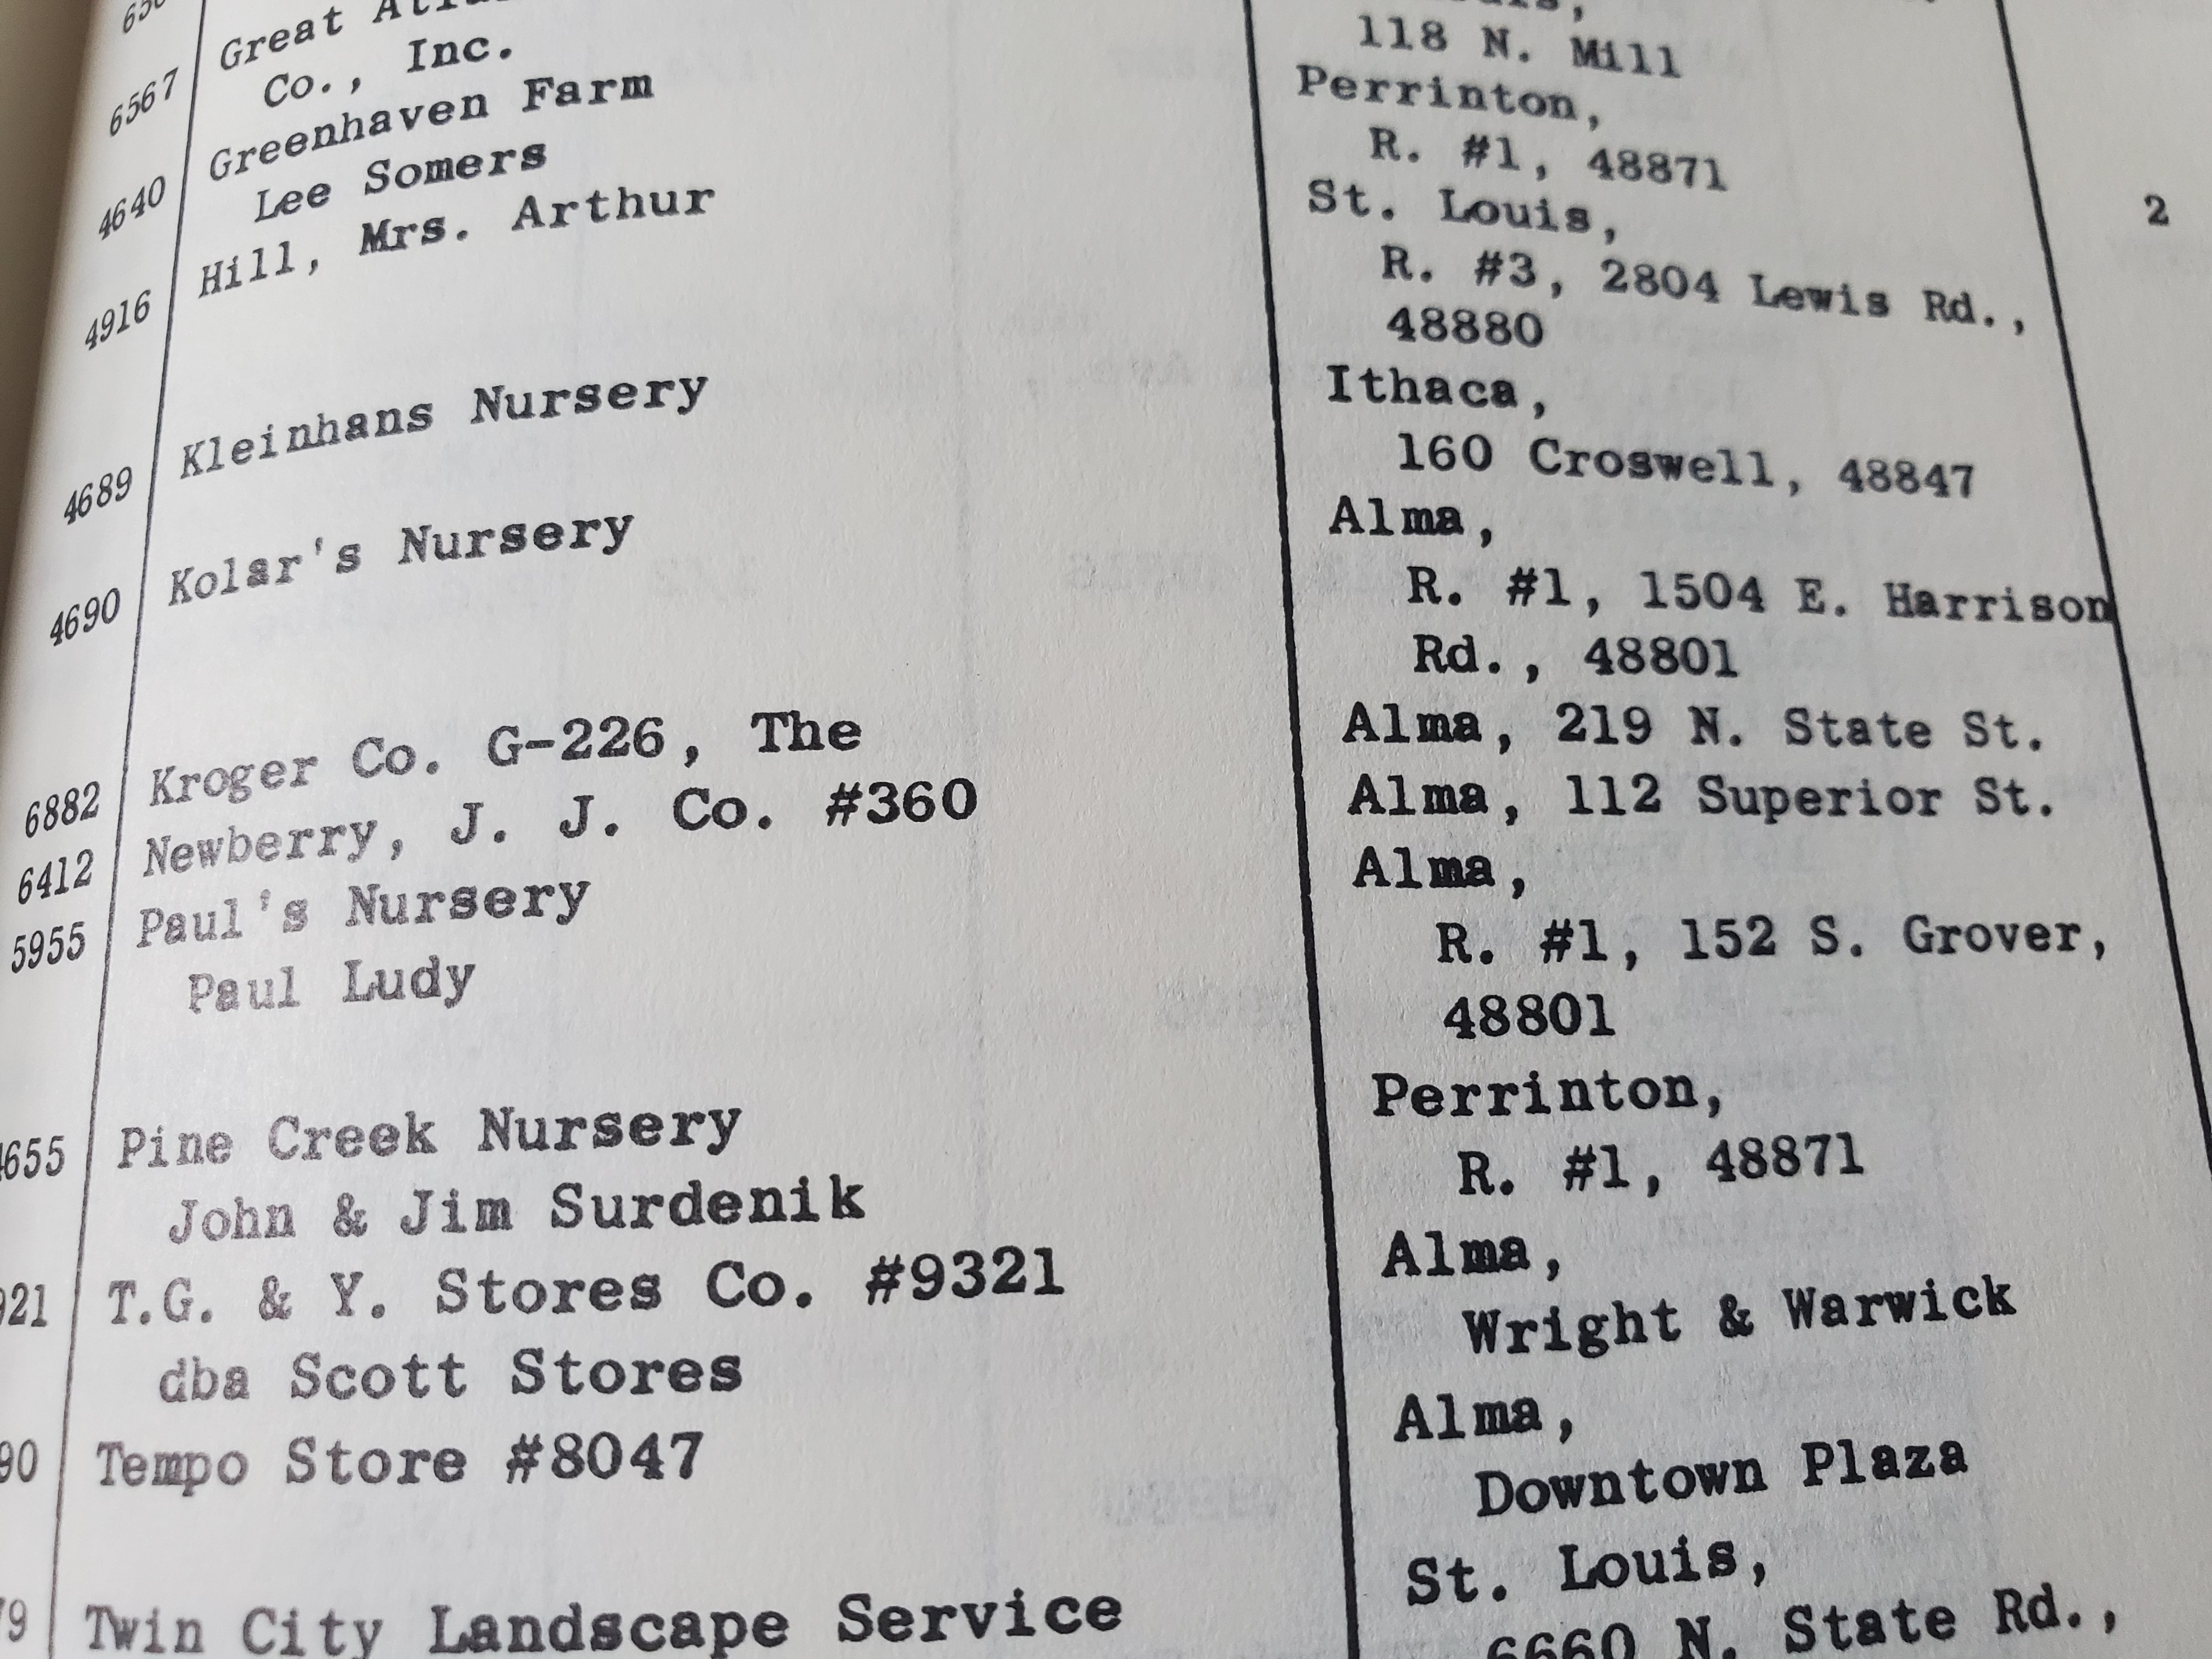 Great
6567 Co., Inc.
Greenhaven Farm
4640 Lee Somers
Hill, Mrs. Arthur
4916
4689 Kleinhans Nursery
4690 Kolar's Nursery
6882 Kroger Co. G-226, The
6412 Newberry, J. J. Co. #360
5955 Paul's Nursery
Paul Ludy
655 Pine Creek Nursery
John & Jim Surdenik
21 T.G. & Y. Stores Co. #9321
dba Scott Stores
90 Tempo Store #8047
9 Twin City Landscape Service
118 N. Mill
Perrinton,
R. #1, 48871
St. Louis,
R. #3, 2804 Lewis Rd.,
48880
Ithaca,
160 Croswell, 48847
Alma,
R. #1, 1504 E. Harrison
Rd., 48801
Alma, 219 N. State St.
Alma, 112 Superior St.
Alma,
R. #1, 152 S. Grover,
48801
Perrinton,
R. #1, 48871
Alma,
Wright & Warwick
Alma,
Downtown Plaza
St. Louis,
6660 N. State Rd.,
2